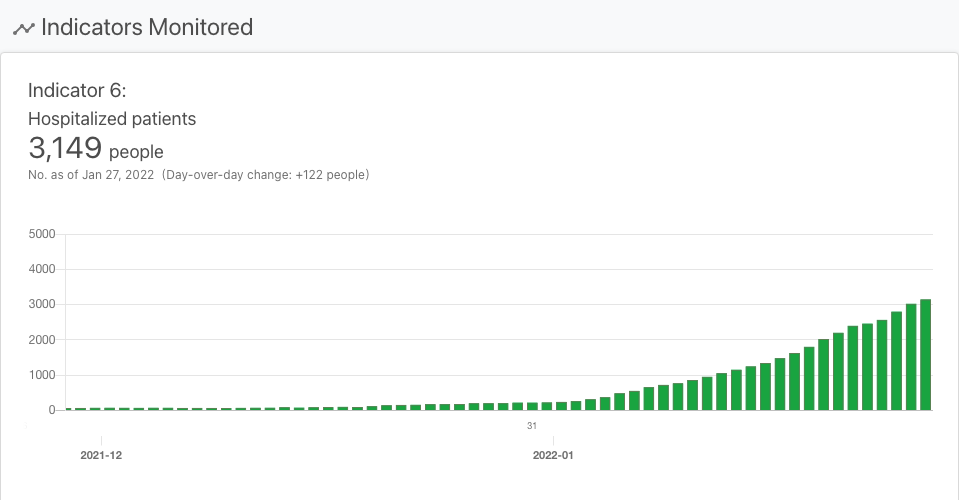 Indicators Monitored
Indicator 6:
Hospitalized patients
3,149 people
No. as of Jan 27, 2022 (Day-over-day change: +122 people)
5000
4000
3000
2000
1000
0
31
2021-12
2022-01